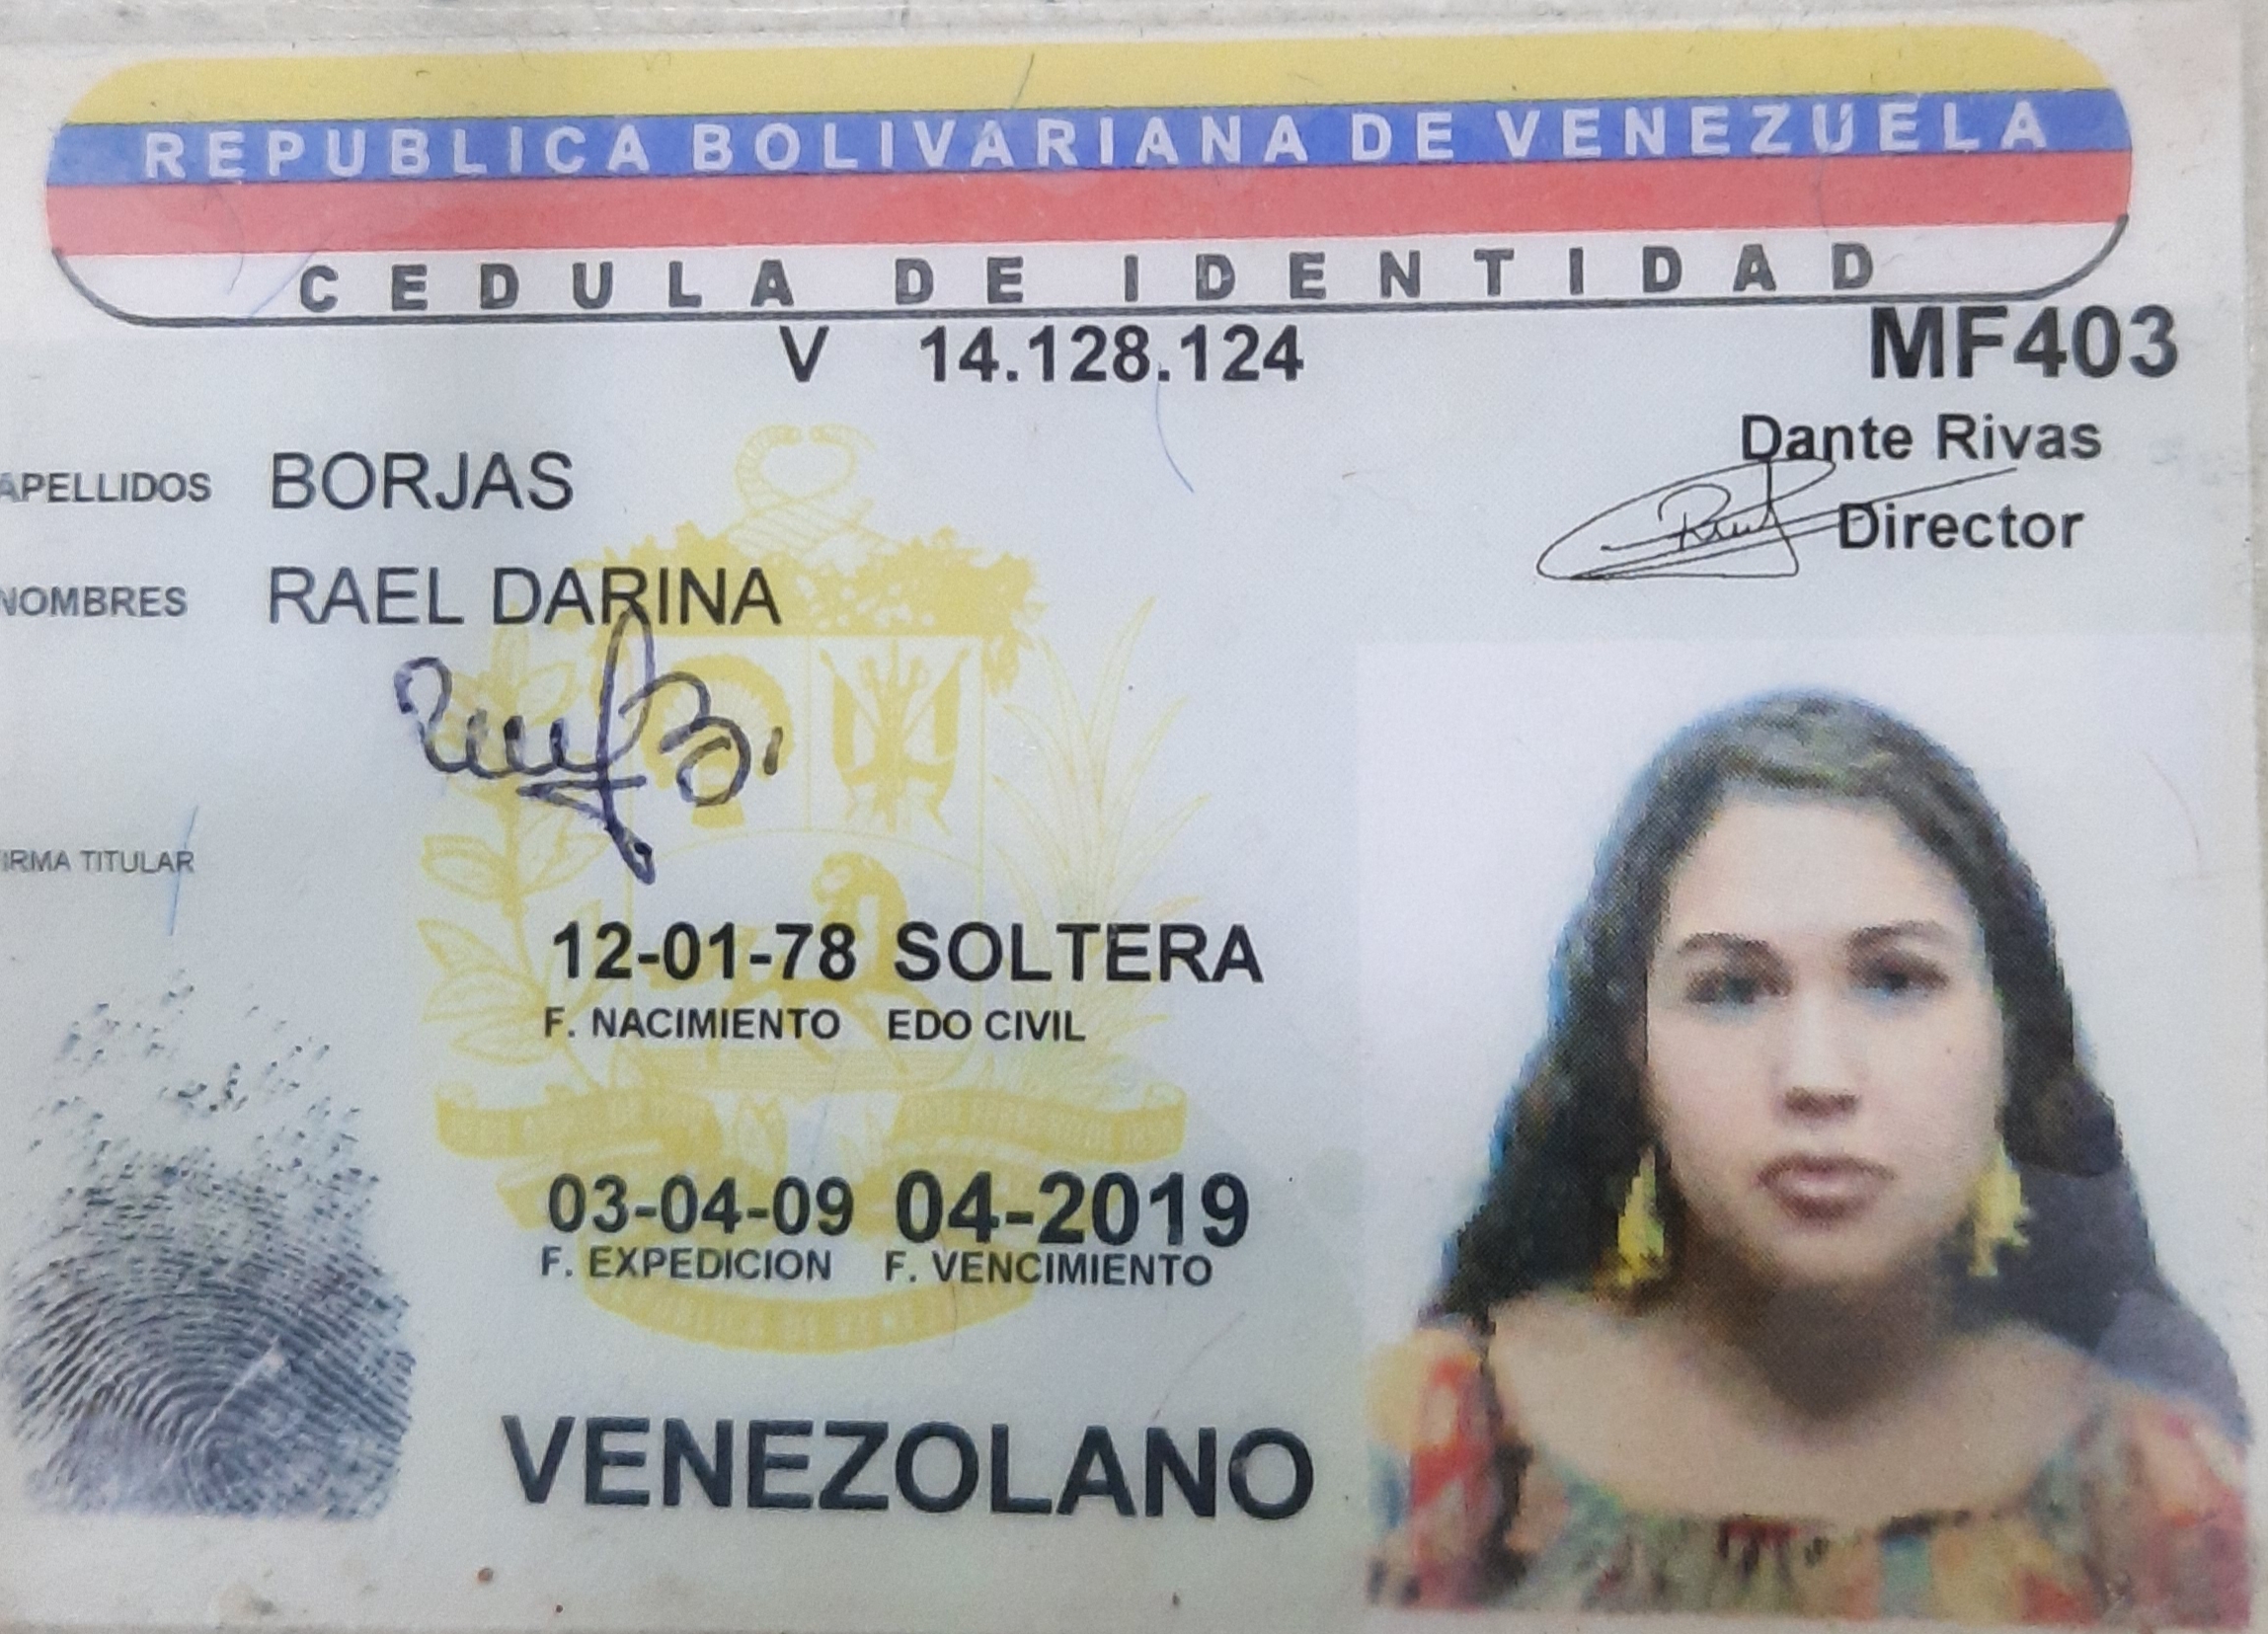 REPUBLICA BOLIVARIANA DE VENEZUELA
CEDULA DE IDENTIDAD
V 14.128.124
MF403
Dante Rivas
Director
APELLIDOS BORJAS
NOMBRES RAEL DARINA
IRMA TITULAR
12-01-78 SOLTERA
F. NACIMIENTO EDO CIVIL
03-04-09 04-2019
F. EXPEDICION F. VENCIMIENTO
VENEZOLANO